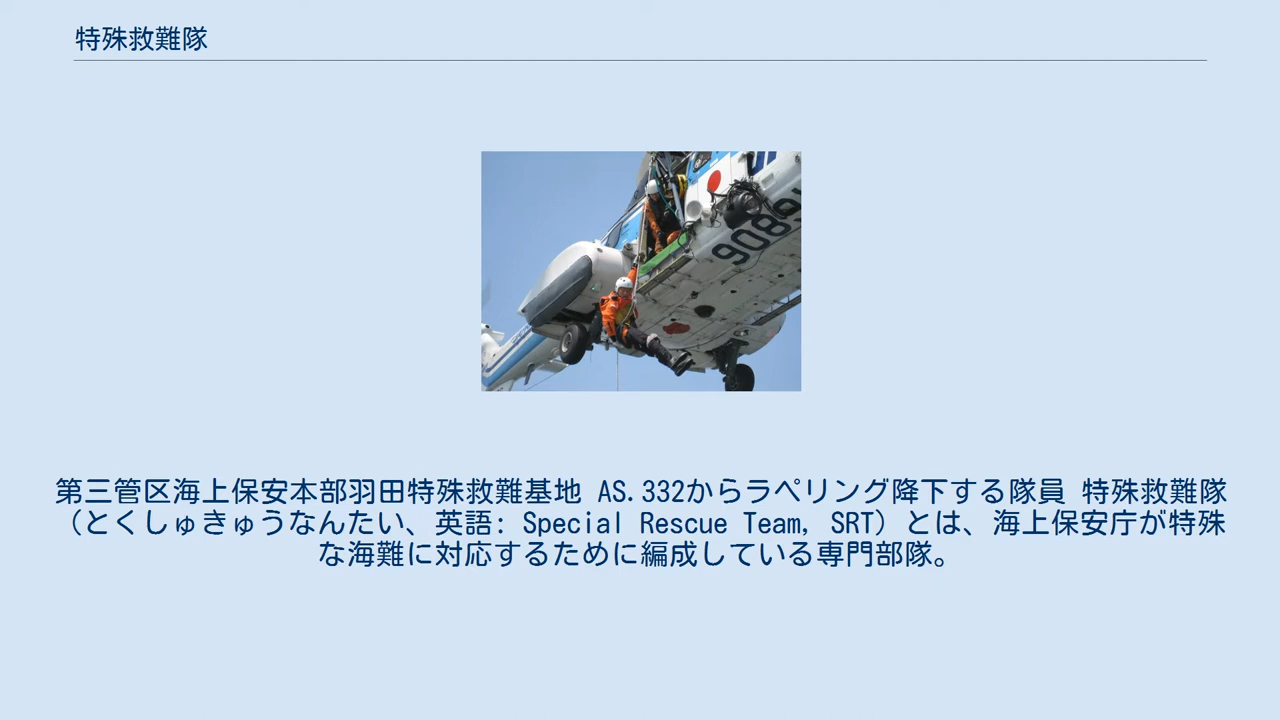 特殊救難隊
9089
第三管区海上保安本部羽田特殊救難基地 AS.332からラペリング降下する隊員 特殊救難隊
（とくしゅきゅうなんたい、英語: Special Rescue Team, SRT）とは、海上保安庁が特殊
な海難に対応するために編成している専門部隊。